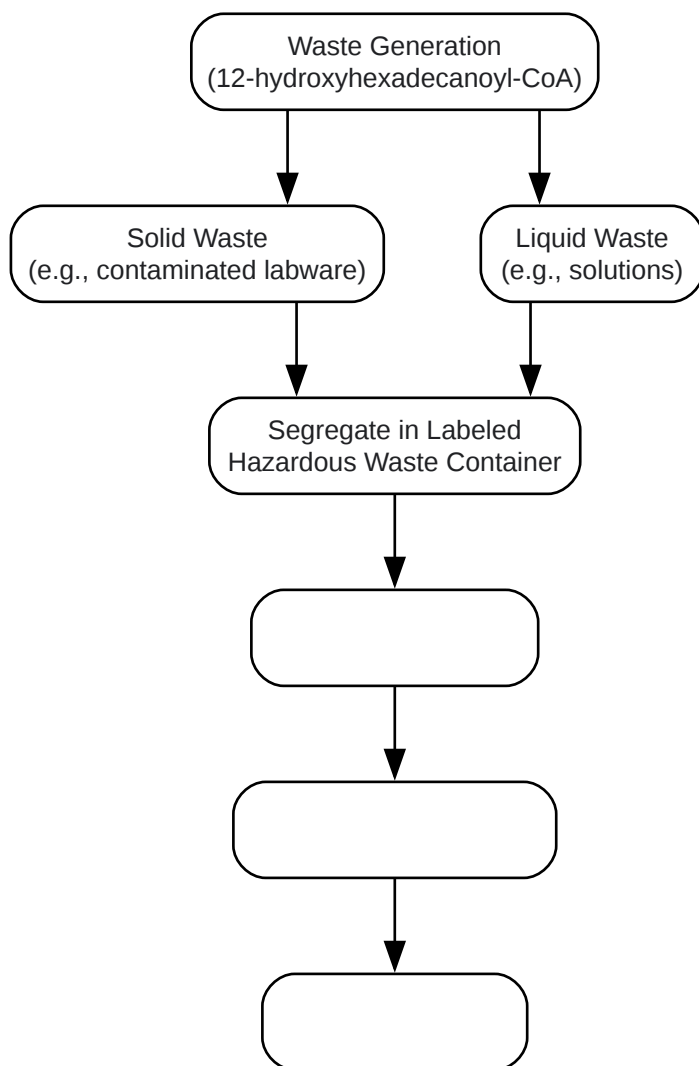 Waste Generation
(12-hydroxyhexadecanoyl-CoA)
Solid Waste
(e.g., contaminated labware)
Liquid Waste
(e.g., solutions)
Segregate in Labeled
Hazardous Waste Container